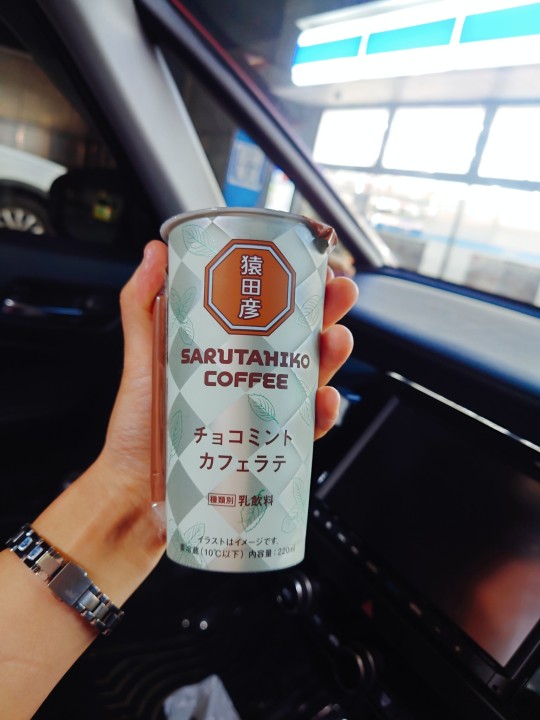 猿田彦
SARUTAHIKO
COFFEE
チョコミント
カフェラテ
種類別 乳飲料
イラストはイメージです。
要冷蔵(10℃以下) 内容量:220ml